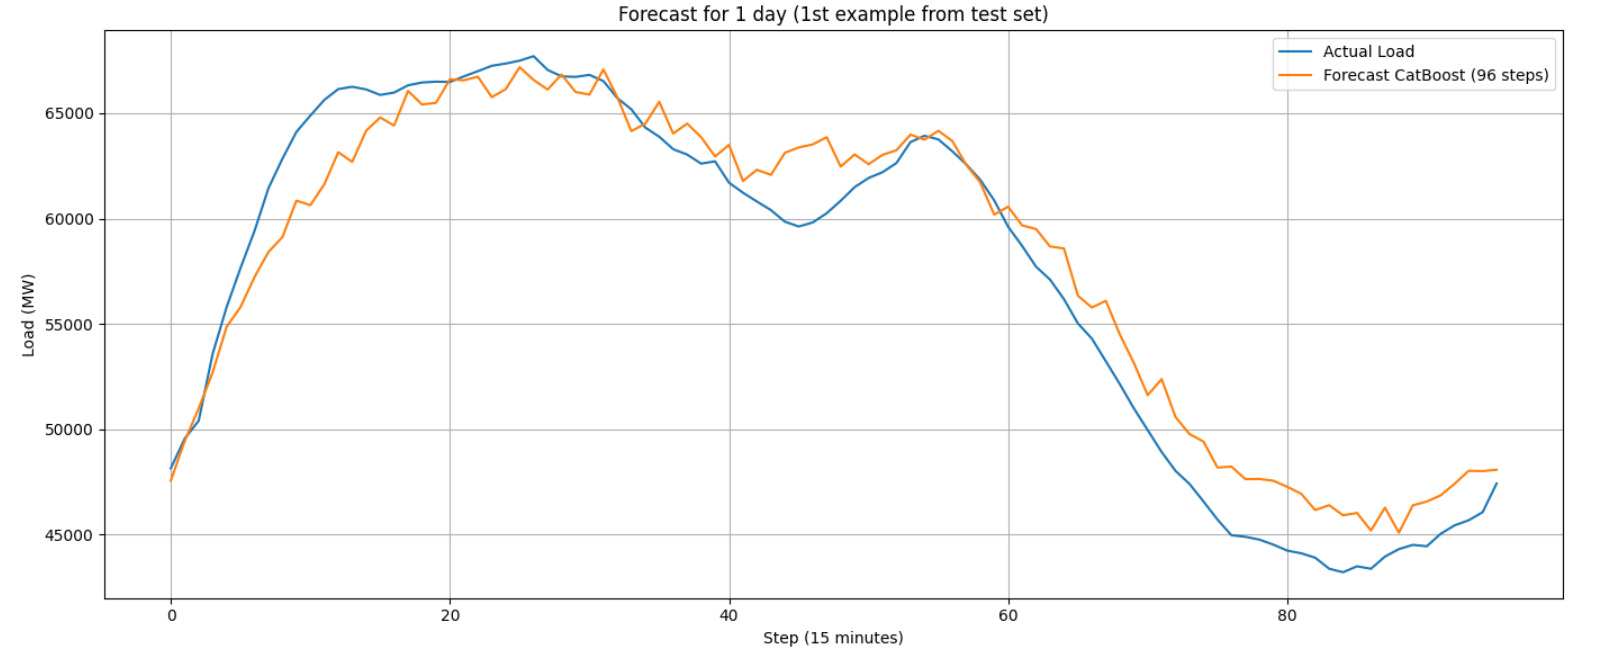 Forecast for 1 day (1st example from test set)
Actual Load
Forecast CatBoost (96 steps)
Load (MW)
65000
60000
55000
50000
45000
0 20 40 60 80
Step (15 minutes)